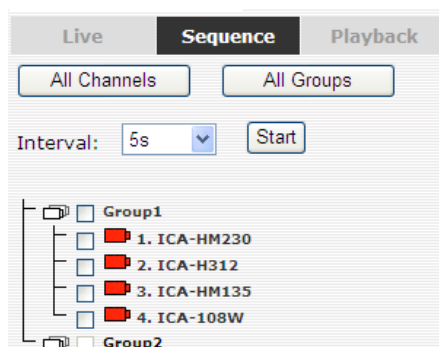 Live Sequence Playback
All Channels All Groups
Interval: 5s Start
Group1
1. ICA-HM230
2. ICA-H312
3. ICA-HM135
4. ICA-108W
Group2